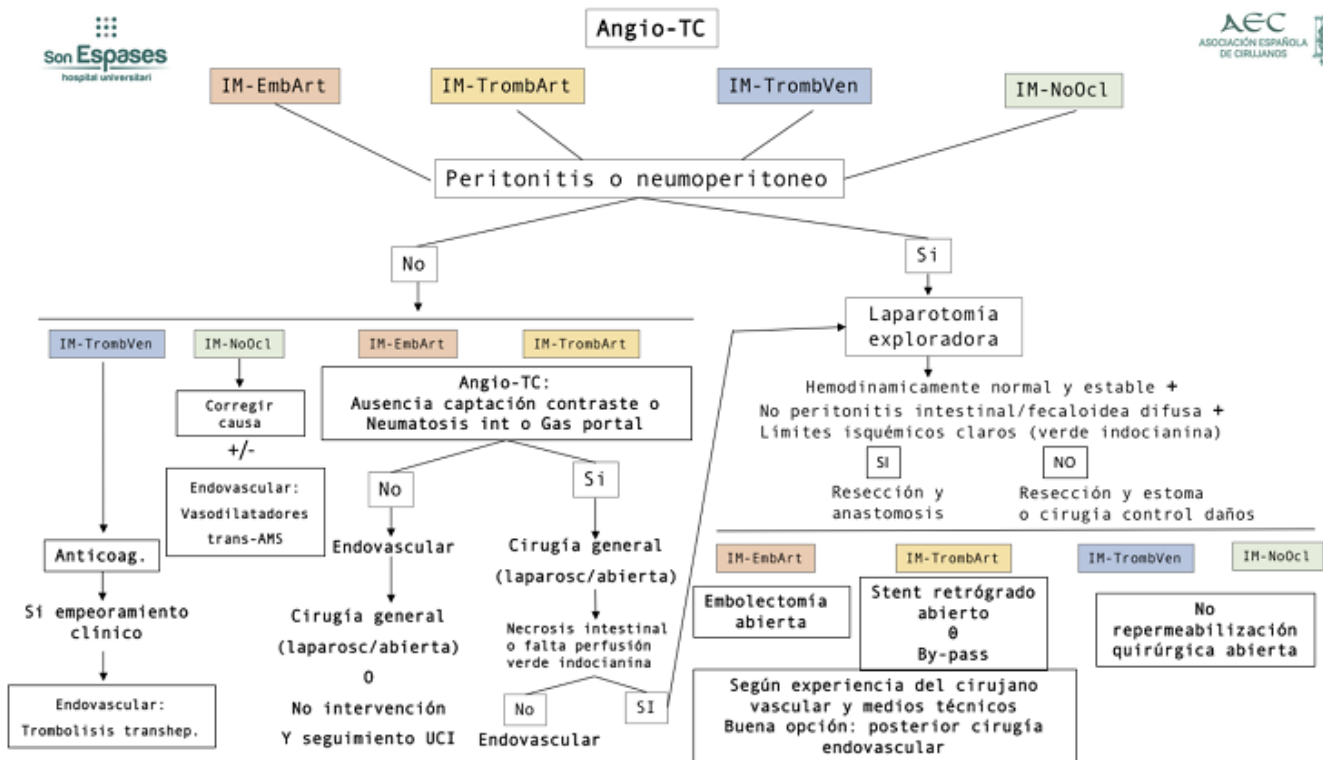 Son Espases
hospital universitari
Angio-TC
AEC
ASOCIACIÓN ESPAÑOLA
DE CIRUJANOS
IM-EmbArt
IM-TrombArt
IM-TrombVen
IM-NoOcl
Peritonitis o neumoperitoneo
No
Si
IM-TrombVen
IM-NoOcl
IM-EmbArt
IM-TrombArt
Corregir
causa
+/-
Endovascular:
Vasodilatadores
trans-AMS
Anticoag.
Si empeoramiento
clínico
Endovascular:
Trombolisis transhep.
Angio-TC:
Ausencia captación contraste o
Neumatosis int o Gas portal
No
Si
Endovascular
Cirugía general
(laparosc/abierta)
O
No intervención
Y seguimiento UCI
Cirugía general
(laparosc/abierta)
Necrosis intestinal
o falta perfusión
verde indocianina
No
SI
Endovascular
Laparotomía
exploradora
Hemodinamicamente normal y estable +
No peritonitis intestinal/fecaloidea difusa +
Límites isquémicos claros (verde indocianina)
SI
NO
Resección y
anastomosis
Resección y estoma
o cirugía control daños
IM-EmbArt
IM-TrombArt
IM-TrombVen
IM-NoOcl
Embolectomía
abierta
Stent retrógrado
abierto
O
By-pass
No
repermeabilización
quirúrgica abierta
Según experiencia del cirujano
vascular y medios técnicos
Buena opción: posterior cirugía
endovascular